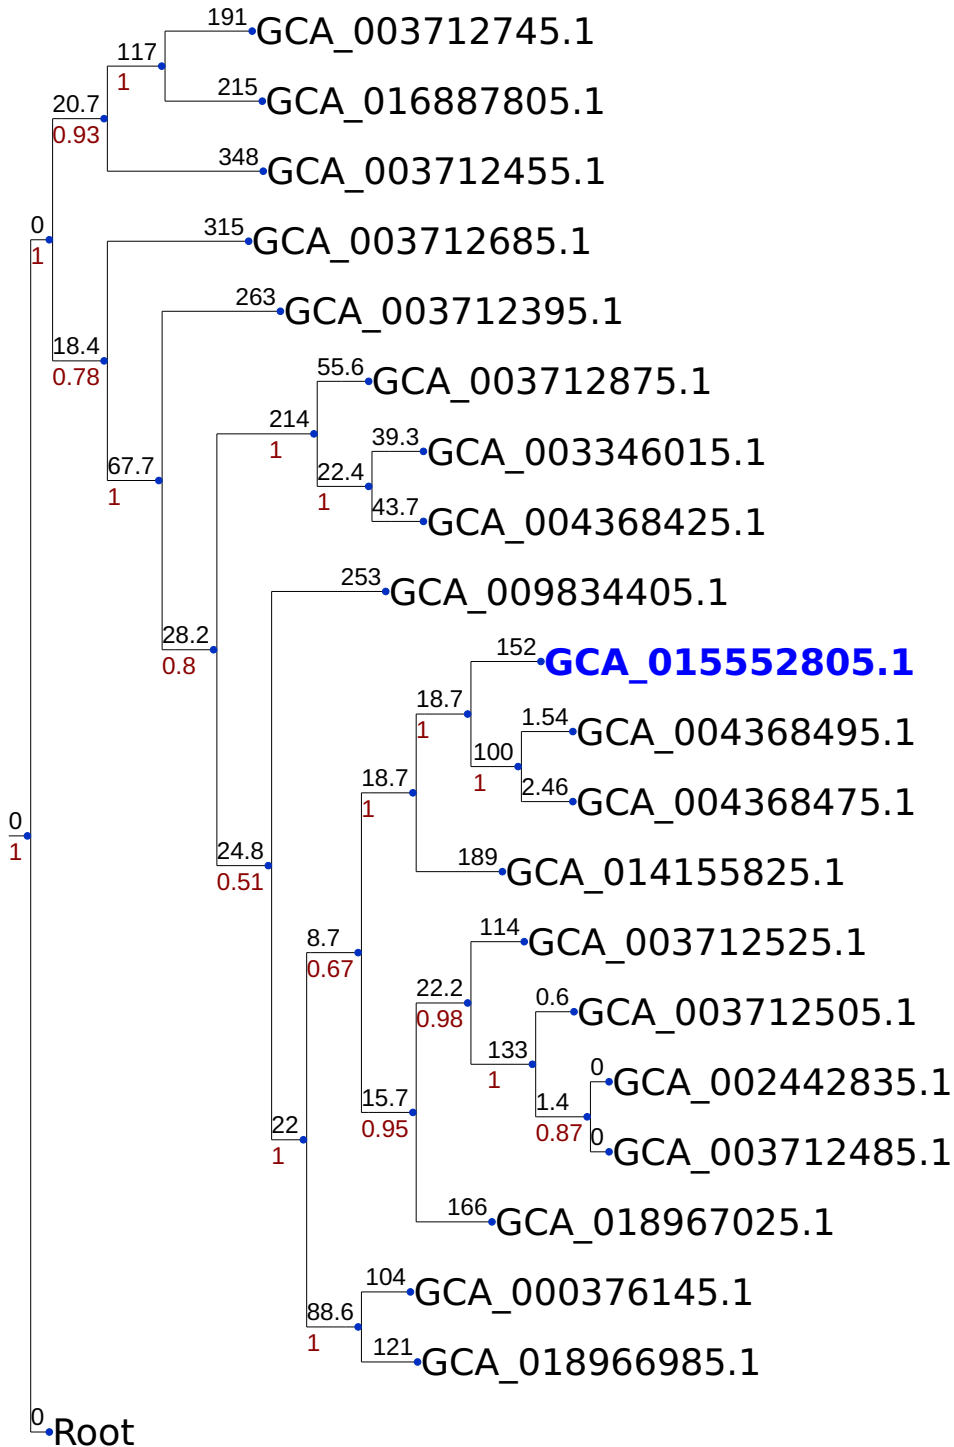 191
GCA_003712745.1
117
1
215
GCA_016887805.1
20.7
0.93
348
GCA_003712455.1
0
1
315
GCA_003712685.1
263
GCA_003712395.1
18.4
0.78
55.6
GCA_003712875.1
214
1
39.3
GCA_003346015.1
67.7
1
22.4
1
43.7
GCA_004368425.1
253
GCA_009834405.1
28.2
0.8
152
GCA_015552805.1
18.7
1
1.54
GCA_004368495.1
100
1
18.7
1
2.46
GCA_004368475.1
0
1
24.8
0.51
189
GCA_014155825.1
8.7
0.67
114
GCA_003712525.1
22.2
0.98
0.6
GCA_003712505.1
133
1
0
GCA_002442835.1
15.7
0.95
1.4
0.87
0
GCA_003712485.1
22
1
166
GCA_018967025.1
104
GCA_000376145.1
88.6
1
121
GCA_018966985.1
0
Root